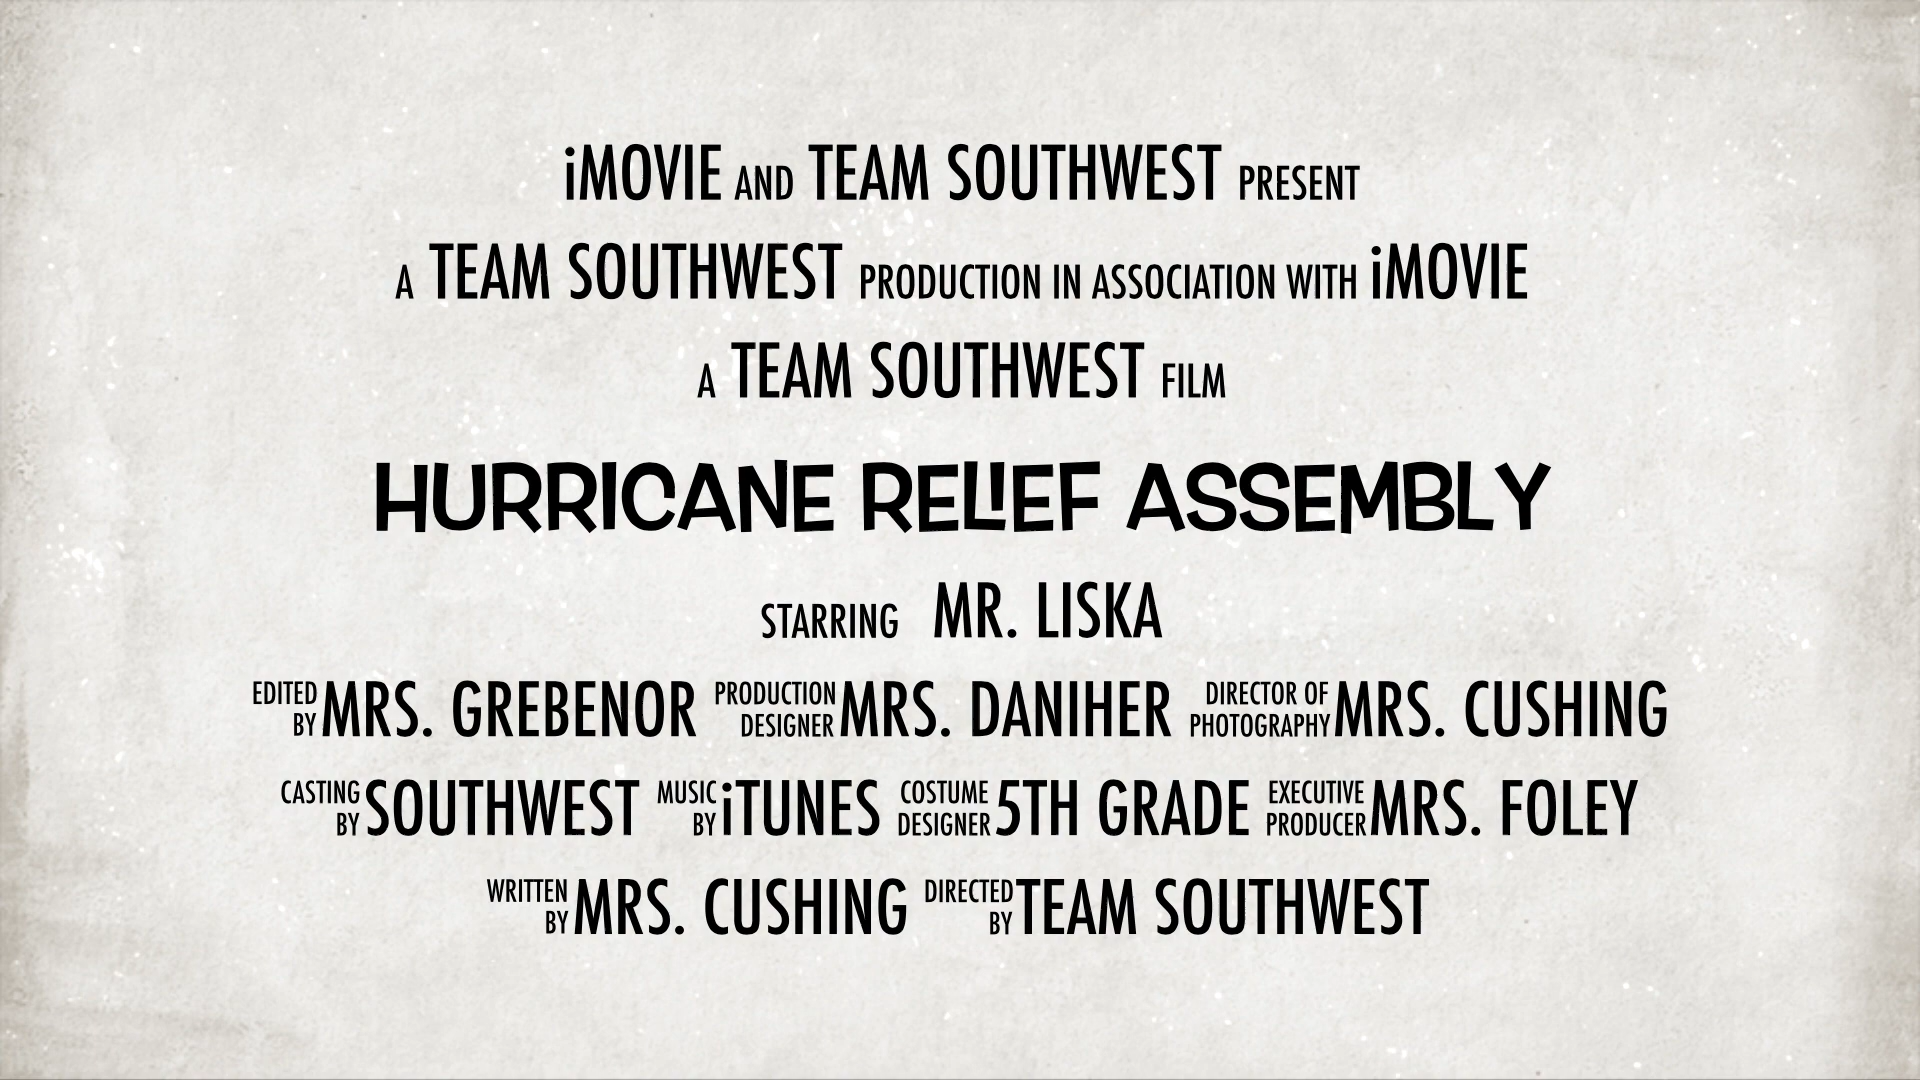 iMOVIE AND TEAM SOUTHWEST PRESENT
A TEAM SOUTHWEST PRODUCTION IN ASSOCIATION WITH iMOVIE
A TEAM SOUTHWEST FILM
HURRICANE RELIEF ASSEMBLY
STARRING MR. LISKA
EDITED BY MRS. GREBENOR PRODUCTION DESIGNER MRS. DANIHER DIRECTOR OF PHOTOGRAPHY MRS. CUSHING
CASTING BY SOUTHWEST MUSIC BY iTUNES COSTUME DESIGNER 5TH GRADE EXECUTIVE PRODUCER MRS. FOLEY
WRITTEN BY MRS. CUSHING DIRECTED BY TEAM SOUTHWEST